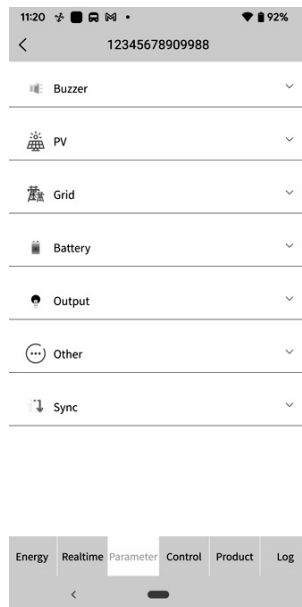 11:20 92%
12345678909988
Buzzer
PV
Grid
Battery
Output
Other
Sync
Energy Realtime Parameter Control Product Log